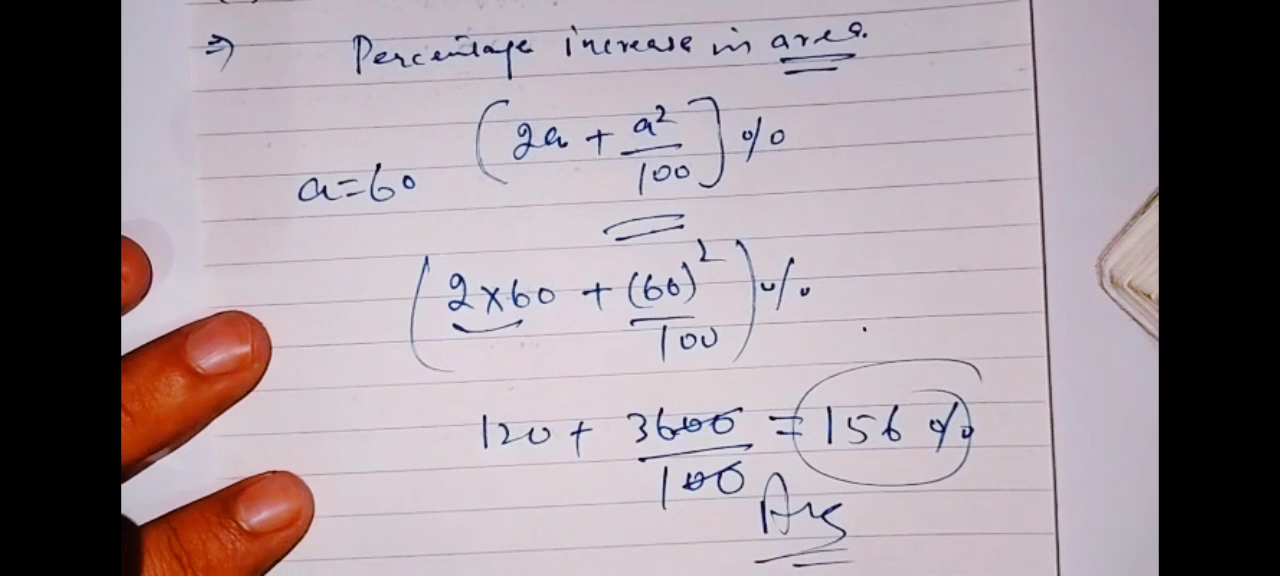 ⇒ Percentage increase in area.
(2a + a²/100)%
a=60
(2×60 + (60)²/100)%
120 + 3600/100 = 156%
Ans